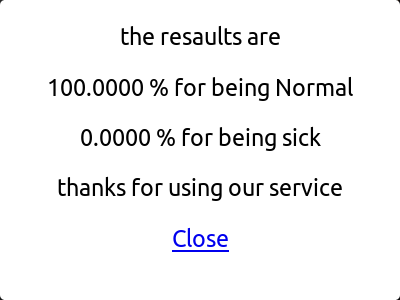 the resaults are
100.0000 % for being Normal
0.0000 % for being sick
thanks for using our service
Close